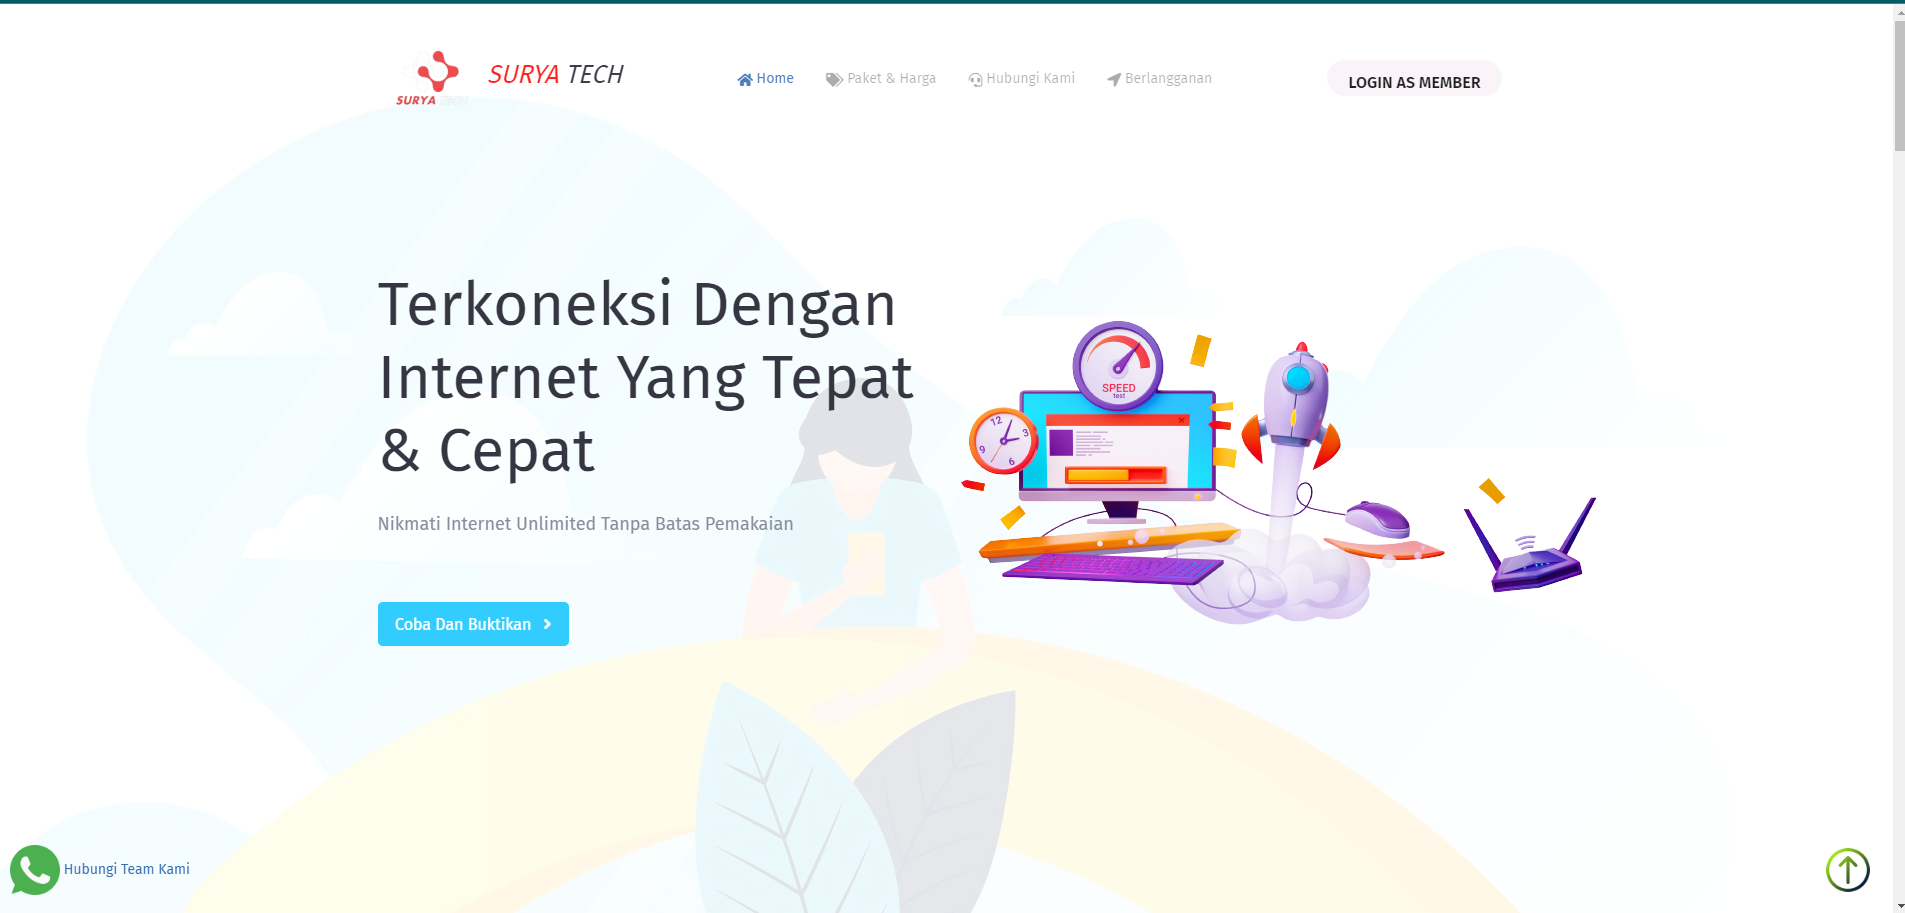 SURYA TECH
SURYA TECH
Home
Paket & Harga
Hubungi Kami
Berlangganan
LOGIN AS MEMBER
Terkoneksi Dengan
Internet Yang Tepat
& Cepat
Nikmati Internet Unlimited Tanpa Batas Pemakaian
Coba Dan Buktikan
SPEED
test
12
3
6
9
Hubungi Team Kami